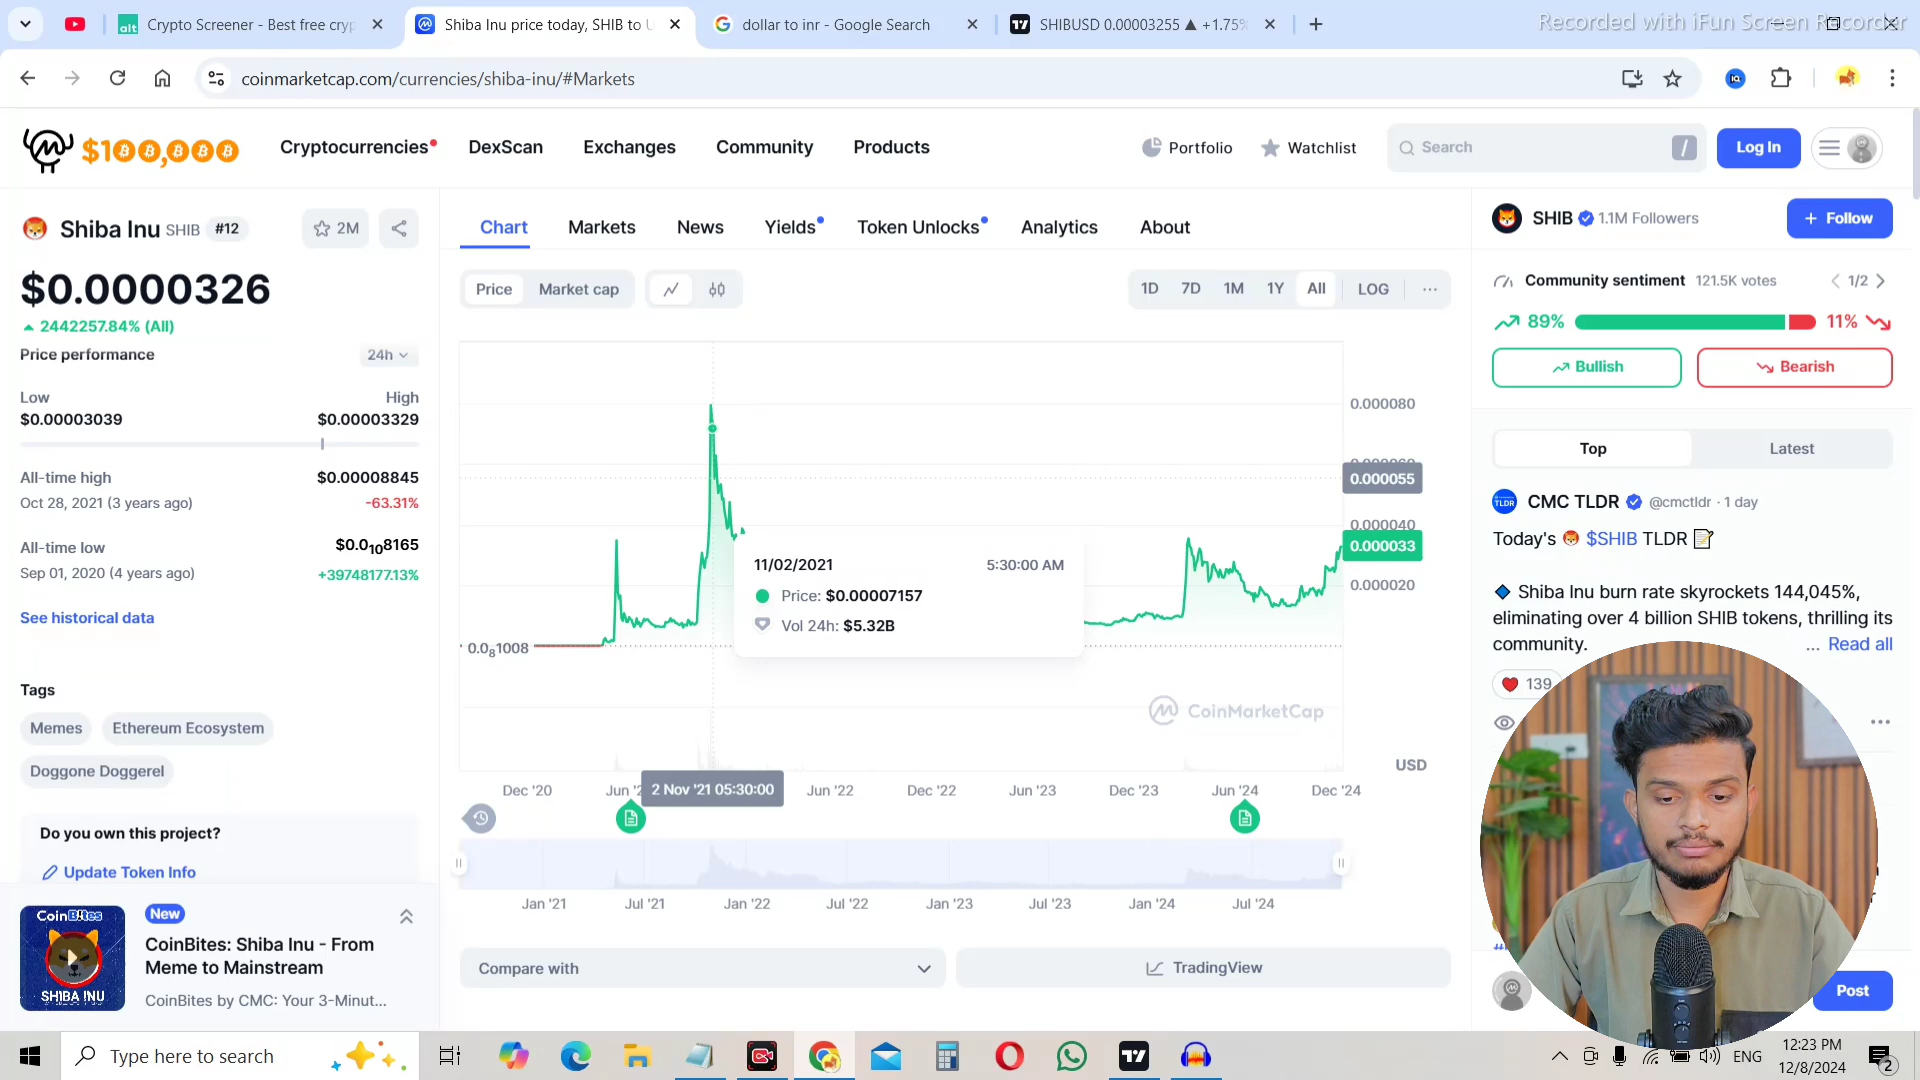 Crypto Screener - Best free cryp
Shiba Inu price today, SHIB to U
dollar to inr - Google Search
SHIBUSD 0.00003255 ▲ +1.75%
Recorded with iFun Screen Recorder
coinmarketcap.com/currencies/shiba-inu/#Markets
$100,000
Cryptocurrencies
DexScan
Exchanges
Community
Products
Portfolio
Watchlist
Search
/
Log In
Shiba Inu SHIB #12
2M
$0.0000326
▲ 2442257.84% (All)
Price performance
24h
Low
High
$0.00003039
$0.00003329
All-time high
$0.00008845
Oct 28, 2021 (3 years ago)
-63.31%
All-time low
$0.0₁₀8165
Sep 01, 2020 (4 years ago)
+39748177.13%
See historical data
Tags
Memes
Ethereum Ecosystem
Doggone Doggerel
Do you own this project?
Update Token Info
CoinBites
SHIBA INU
New
CoinBites: Shiba Inu - From
Meme to Mainstream
CoinBites by CMC: Your 3-Minut...
Chart
Markets
News
Yields
Token Unlocks
Analytics
About
Price
Market cap
1D
7D
1M
1Y
All
LOG
0.000080
0.000055
0.000040
0.000033
0.000020
0.0₈1008
11/02/2021
5:30:00 AM
Price: $0.00007157
Vol 24h: $5.32B
CoinMarketCap
USD
Dec '20
2 Nov '21 05:30:00
Jun '22
Dec '22
Jun '23
Dec '23
Jun '24
Dec '24
Jan '21
Jul '21
Jan '22
Jul '22
Jan '23
Jul '23
Jan '24
Jul '24
Compare with
TradingView
SHIB 1.1M Followers
+ Follow
Community sentiment 121.5K votes
1/2
89%
11%
Bullish
Bearish
Top
Latest
TLDR
CMC TLDR @cmctldr · 1 day
Today's $SHIB TLDR
Shiba Inu burn rate skyrockets 144,045%,
eliminating over 4 billion SHIB tokens, thrilling its
community.
... Read all
139
Post
Type here to search
ENG
12:23 PM
12/8/2024
2